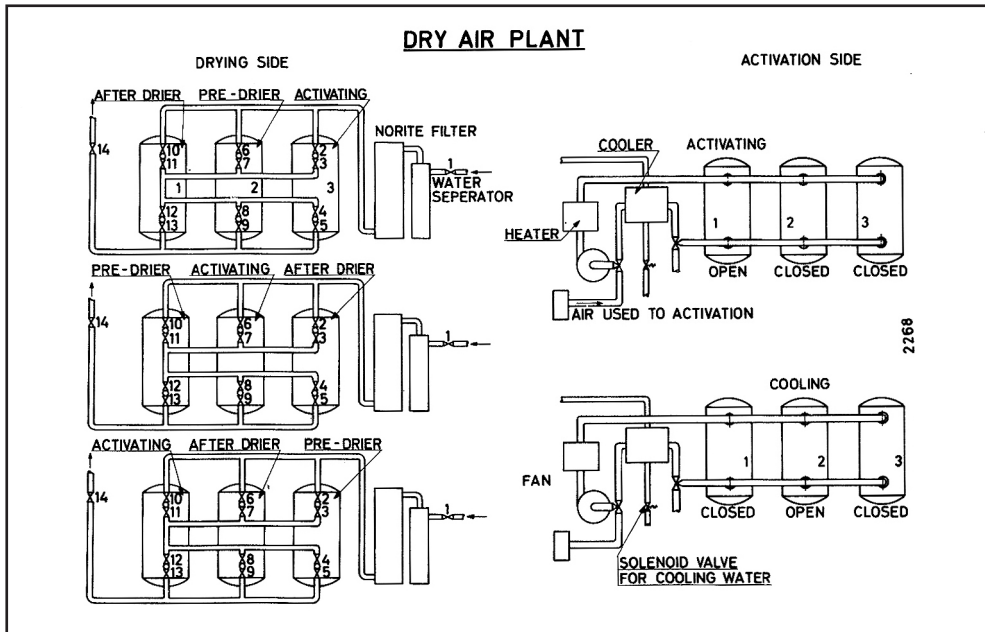 DRY AIR PLANT
DRYING SIDE
AFTER DRIER PRE-DRIER ACTIVATING
14
10 6 2
11 7 3
1 2 3
12 8 4
13 9 5
NORITE FILTER
1
WATER
SEPERATOR
PRE-DRIER ACTIVATING AFTER DRIER
14
10 6 2
11 7 3
12 8 4
13 9 5
1
ACTIVATING AFTER DRIER PRE-DRIER
14
10 6 2
11 7 3
12 8 4
13 9 5
1
ACTIVATION SIDE
COOLER
ACTIVATING
HEATER
1 2 3
OPEN CLOSED CLOSED
AIR USED TO ACTIVATION
2268
COOLING
FAN
1 2 3
CLOSED OPEN CLOSED
SOLENOID VALVE
FOR COOLING WATER